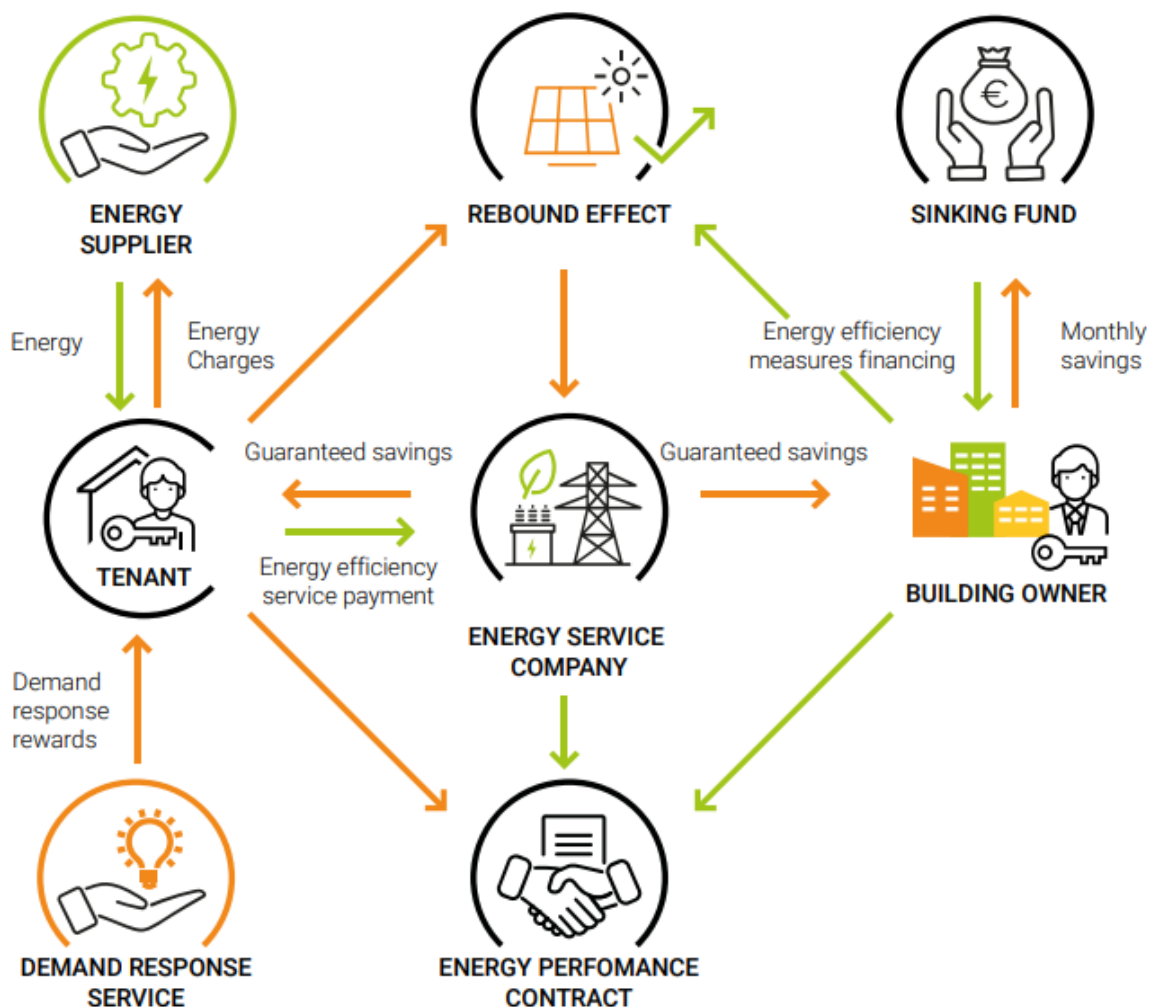 ENERGY
SUPPLIER
REBOUND EFFECT
SINKING FUND
Energy
Energy
Charges
Energy efficiency
measures financing
Monthly
savings
Guaranteed savings
Guaranteed savings
TENANT
Energy efficiency
service payment
BUILDING OWNER
ENERGY SERVICE
COMPANY
Demand
response
rewards
DEMAND RESPONSE
SERVICE
ENERGY PERFOMANCE
CONTRACT